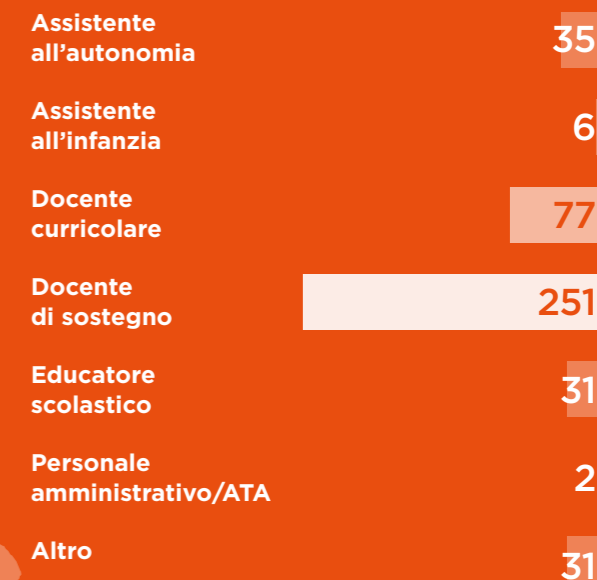 Assistente
all’autonomia
35
Assistente
all’infanzia
6
Docente
curricolare
77
Docente
di sostegno
251
Educatore
scolastico
31
Personale
amministrativo/ATA
2
Altro
31